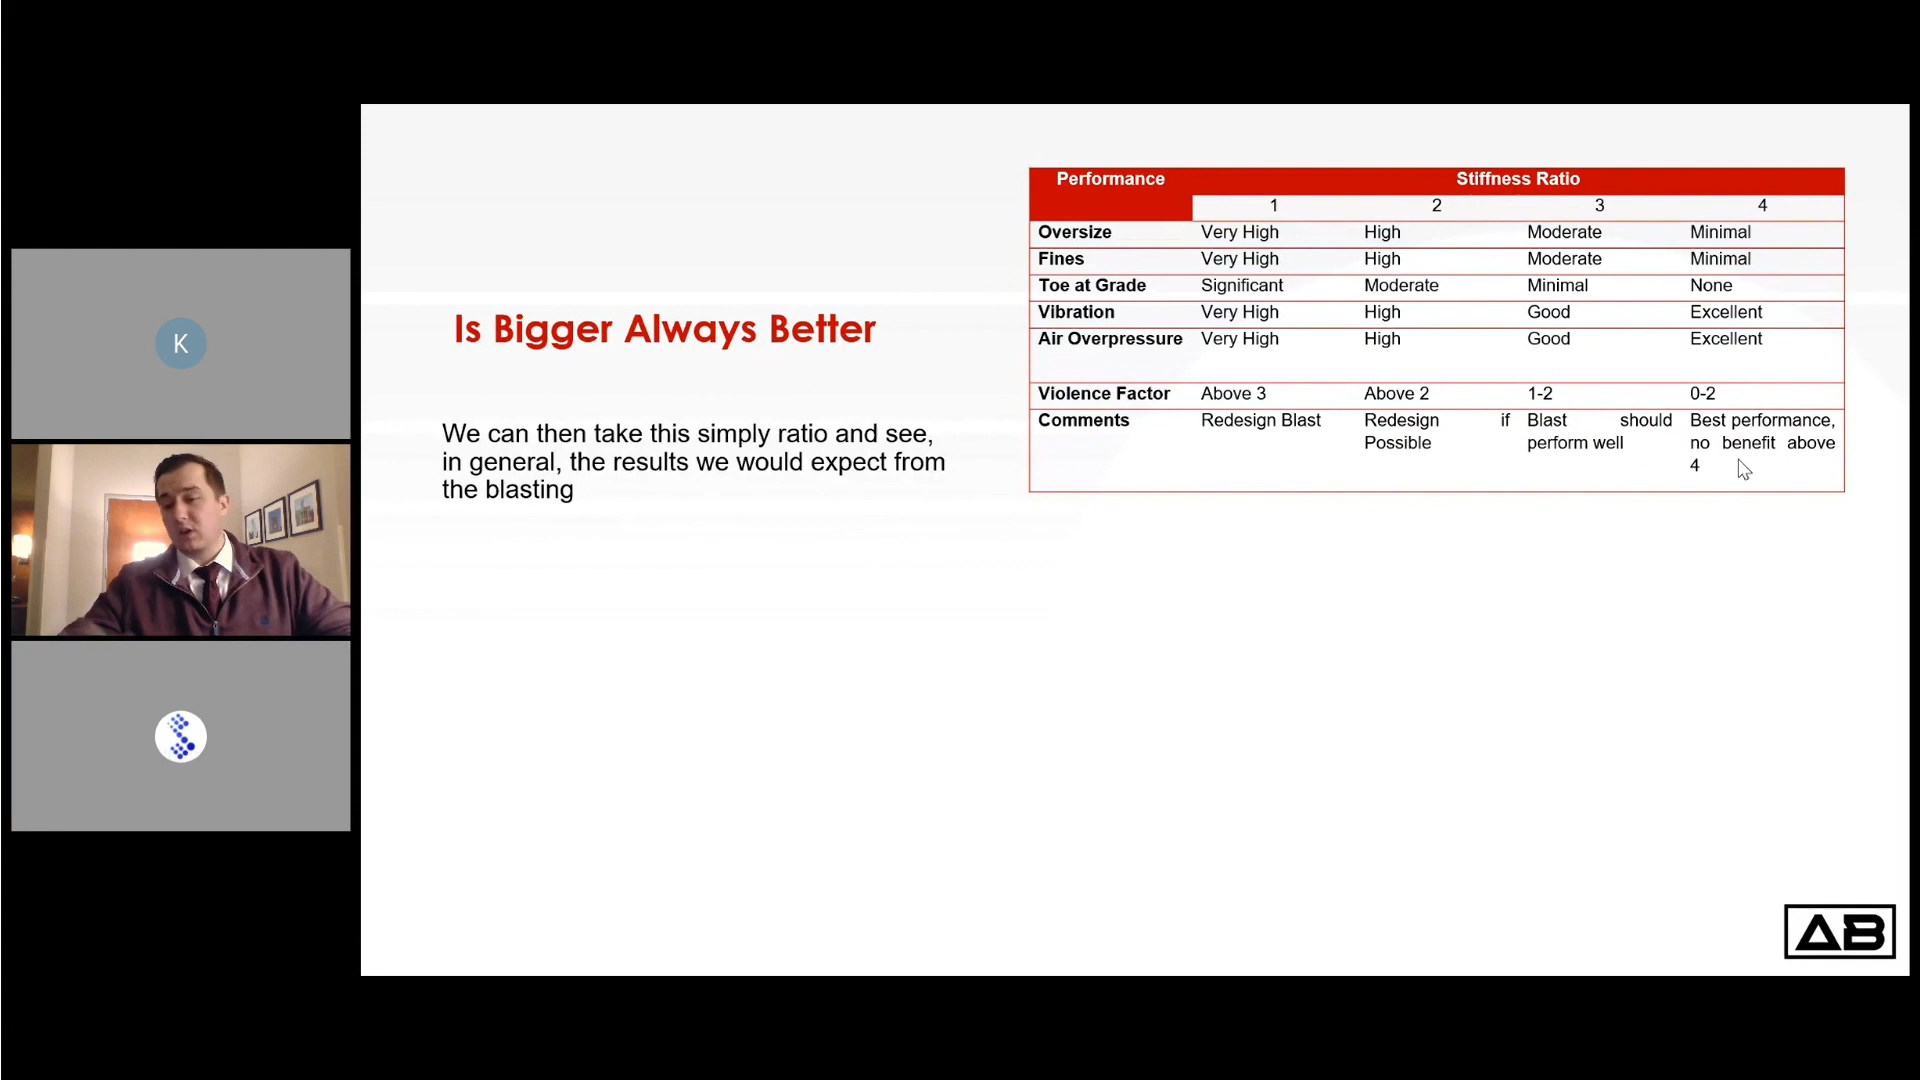 K
Is Bigger Always Better
We can then take this simply ratio and see,
in general, the results we would expect from
the blasting
Performance Stiffness Ratio
1 2 3 4
Oversize Very High High Moderate Minimal
Fines Very High High Moderate Minimal
Toe at Grade Significant Moderate Minimal None
Vibration Very High High Good Excellent
Air Overpressure Very High High Good Excellent
Violence Factor Above 3 Above 2 1-2 0-2
Comments Redesign Blast Redesign if Blast should Best performance,
Possible perform well no benefit above
4
AB